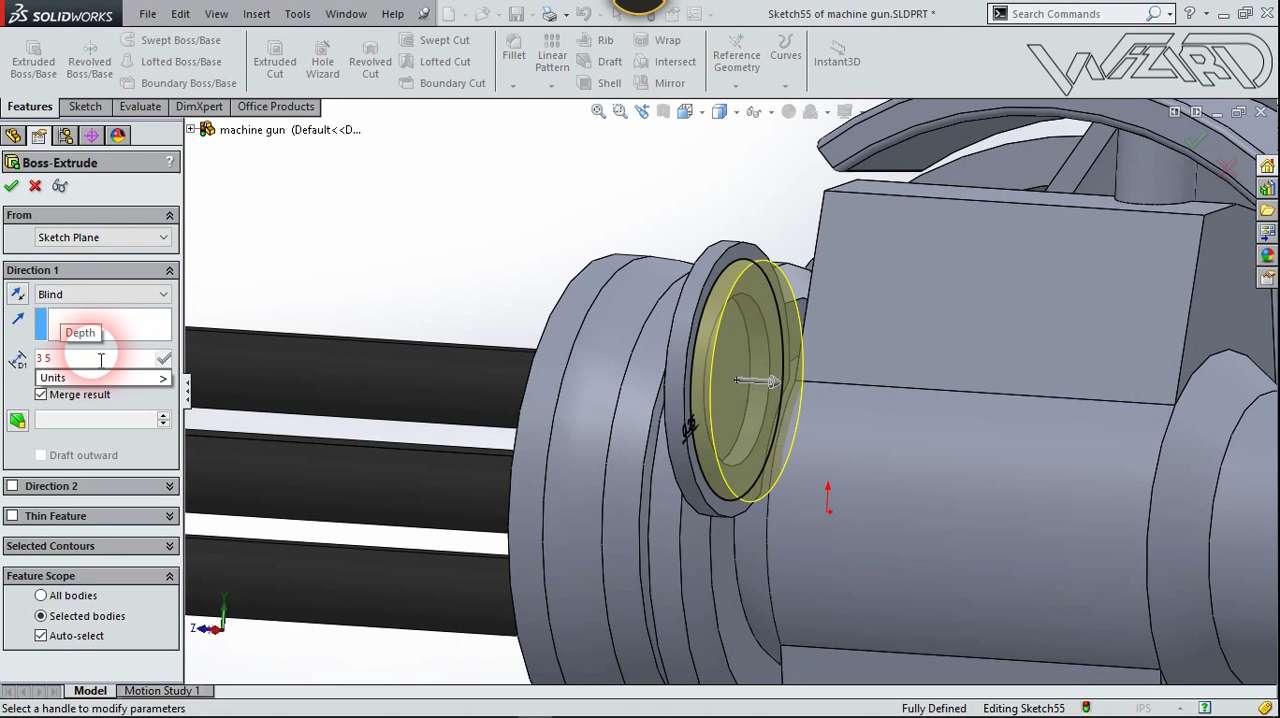 SOLIDWORKS File Edit View Insert Tools Window Help Sketch55 of machine gun.SLDPRT * Search Commands
Extruded Boss/Base
Revolved Boss/Base
Swept Boss/Base
Lofted Boss/Base
Boundary Boss/Base
Extruded Cut
Hole Wizard
Revolved Cut
Swept Cut
Lofted Cut
Boundary Cut
Fillet
Linear Pattern
Rib
Draft
Shell
Wrap
Intersect
Mirror
Reference Geometry
Curves
Instant3D
WIZARD
Features Sketch Evaluate DimXpert Office Products
machine gun (Default<<D...
Boss-Extrude ?
From
Sketch Plane
Direction 1
Blind
Depth
D1 3 5
Units >
Merge result
Draft outward
Direction 2
Thin Feature
Selected Contours
Feature Scope
All bodies
Selected bodies
Auto-select
Y
Z
Model Motion Study 1
Select a handle to modify parameters Fully Defined Editing Sketch55 IPS